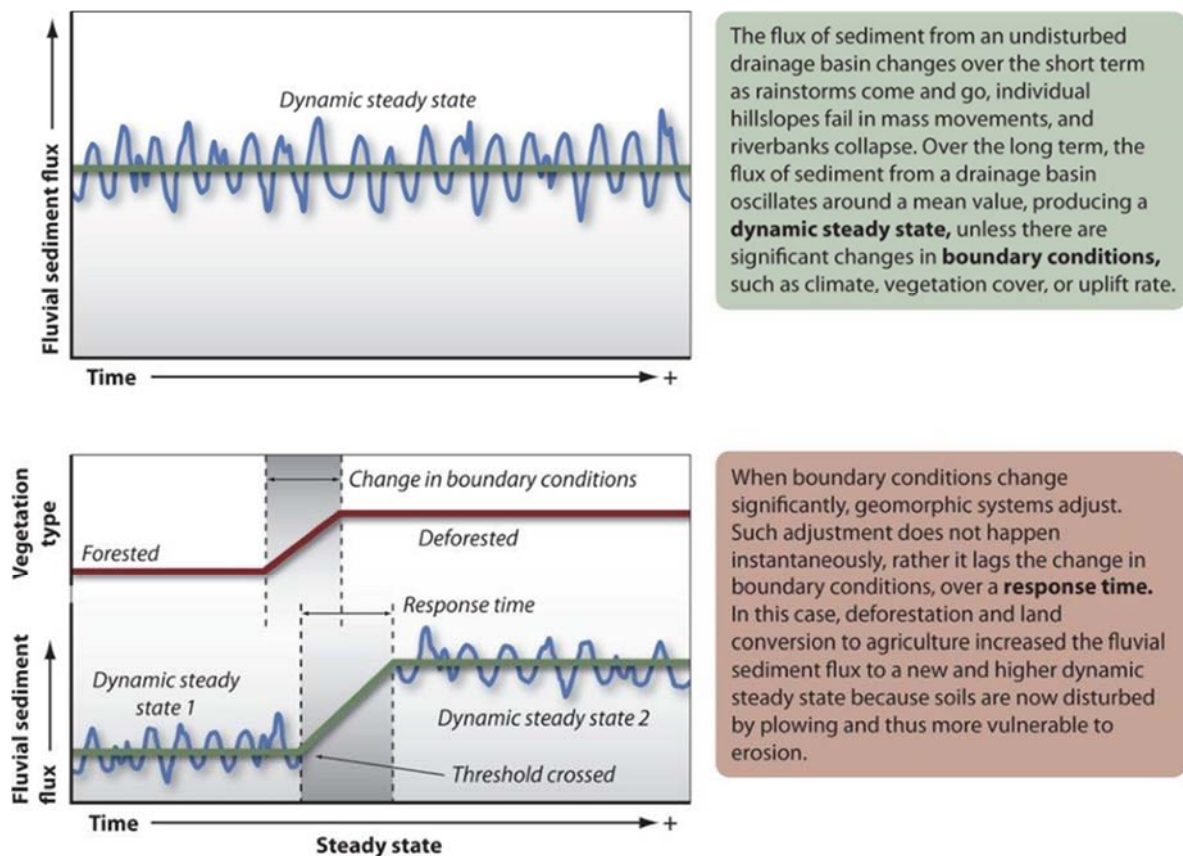 Fluvial sediment flux
Dynamic steady state
Time
+
The flux of sediment from an undisturbed
drainage basin changes over the short term
as rainstorms come and go, individual
hillslopes fail in mass movements, and
riverbanks collapse. Over the long term, the
flux of sediment from a drainage basin
oscillates around a mean value, producing a
dynamic steady state, unless there are
significant changes in boundary conditions,
such as climate, vegetation cover, or uplift rate.
Vegetation
type
Change in boundary conditions
Forested
Deforested
Response time
Fluvial sediment
flux
Dynamic steady
state 1
Dynamic steady state 2
Threshold crossed
Time
+
Steady state
When boundary conditions change
significantly, geomorphic systems adjust.
Such adjustment does not happen
instantaneously, rather it lags the change in
boundary conditions, over a response time.
In this case, deforestation and land
conversion to agriculture increased the fluvial
sediment flux to a new and higher dynamic
steady state because soils are now disturbed
by plowing and thus more vulnerable to
erosion.